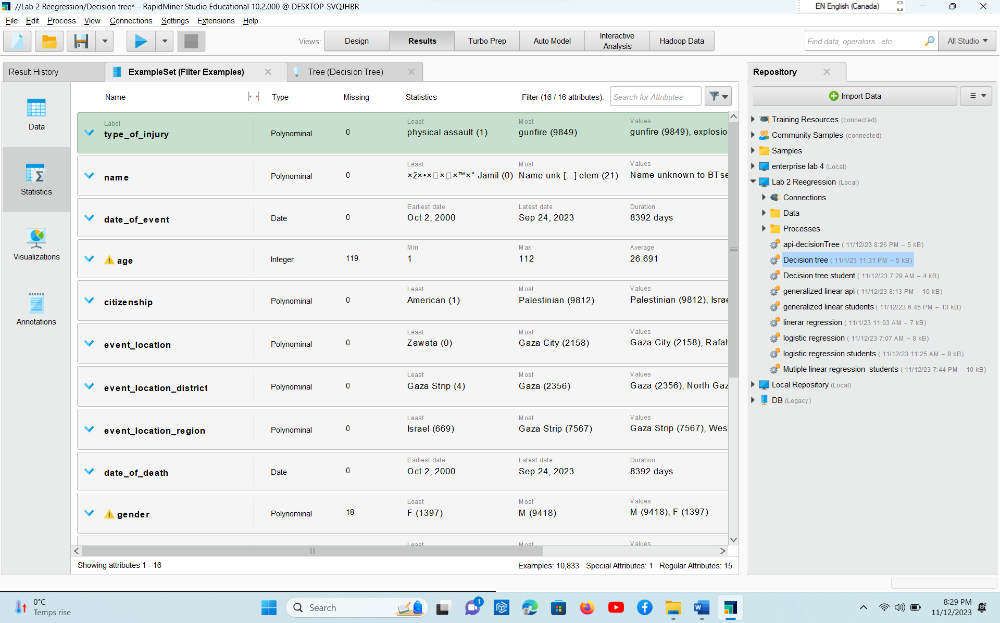 //Lab 2 Reegression/Decision tree* – RapidMiner Studio Educational 10.2.000 @ DESKTOP-SVQJHBR
EN English (Canada)
File Edit Process View Connections Settings Extensions Help
Views: Design Results Turbo Prep Auto Model Interactive Analysis Hadoop Data
Find data, operators...etc All Studio
Result History
ExampleSet (Filter Examples)
Tree (Decision Tree)
Repository
Data
Statistics
Visualizations
Annotations
Name Type Missing Statistics Filter (16 / 16 attributes): Search for Attributes
Label Least Most Values
type_of_injury Polynominal 0 physical assault (1) gunfire (9849) gunfire (9849), explosio
Least Most Values
name Polynominal 0 Jamil (0) Name unk [...] elem (21) Name unknown to BTse
Earliest date Latest date Duration
date_of_event Date 0 Oct 2, 2000 Sep 24, 2023 8392 days
Min Max Average
age Integer 119 1 112 26.691
Least Most Values
citizenship Polynominal 0 American (1) Palestinian (9812) Palestinian (9812), Israe
Least Most Values
event_location Polynominal 0 Zawata (0) Gaza City (2158) Gaza City (2158), Rafah
Least Most Values
event_location_district Polynominal 0 Gaza Strip (4) Gaza (2356) Gaza (2356), North Gaz
Least Most Values
event_location_region Polynominal 0 Israel (669) Gaza Strip (7567) Gaza Strip (7567), West
Earliest date Latest date Duration
date_of_death Date 0 Oct 2, 2000 Sep 24, 2023 8392 days
Least Most Values
gender Polynominal 18 F (1397) M (9418) M (9418), F (1397)
Least Most Values
Showing attributes 1 - 16
Examples: 10,833 Special Attributes: 1 Regular Attributes: 15
Import Data
Training Resources (connected)
Community Samples (connected)
Samples
enterprise lab 4 (Local)
Lab 2 Reegression (Local)
Connections
Data
Processes
api-decisionTree ( 11/12/23 8:26 PM – 5 kB)
Decision tree ( 11/1/23 11:31 PM – 5 kB)
Decision tree student ( 11/12/23 7:29 AM – 4 kB)
generalized linear api ( 11/12/23 8:13 PM – 10 kB)
generalized linear students ( 11/12/23 6:45 PM – 13 kB)
linerar regression ( 11/1/23 11:03 AM – 7 kB)
logistic regression ( 11/12/23 7:07 AM – 8 kB)
logistic regression students ( 11/12/23 11:25 AM – 8 kB)
Mutiple linear regression students ( 11/12/23 7:44 PM – 10 kB)
Local Repository (Local)
DB (Legacy)
0°C
Temps rise
Search
1
8:29 PM
11/12/2023